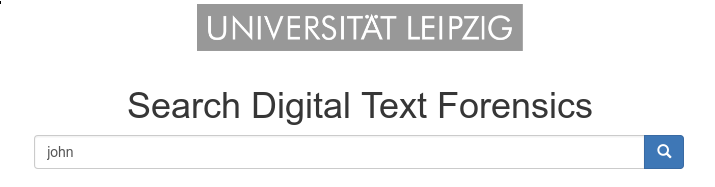 UNIVERSITÄT LEIPZIG
Search Digital Text Forensics
john